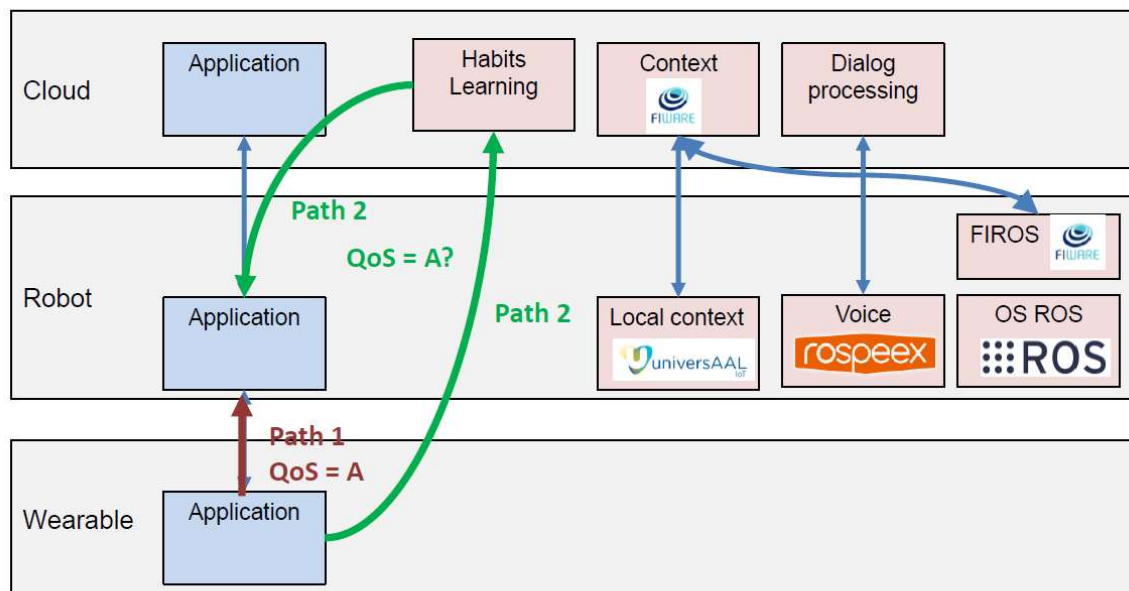 Cloud
Application
Habits
Learning
Context
FIWARE
Dialog
processing
Path 2
QoS = A?
Path 2
Robot
Application
Local context
universAAL
IoT
Voice
rospeex
FIROS
FIWARE
OS ROS
ROS
Path 1
QoS = A
Wearable
Application